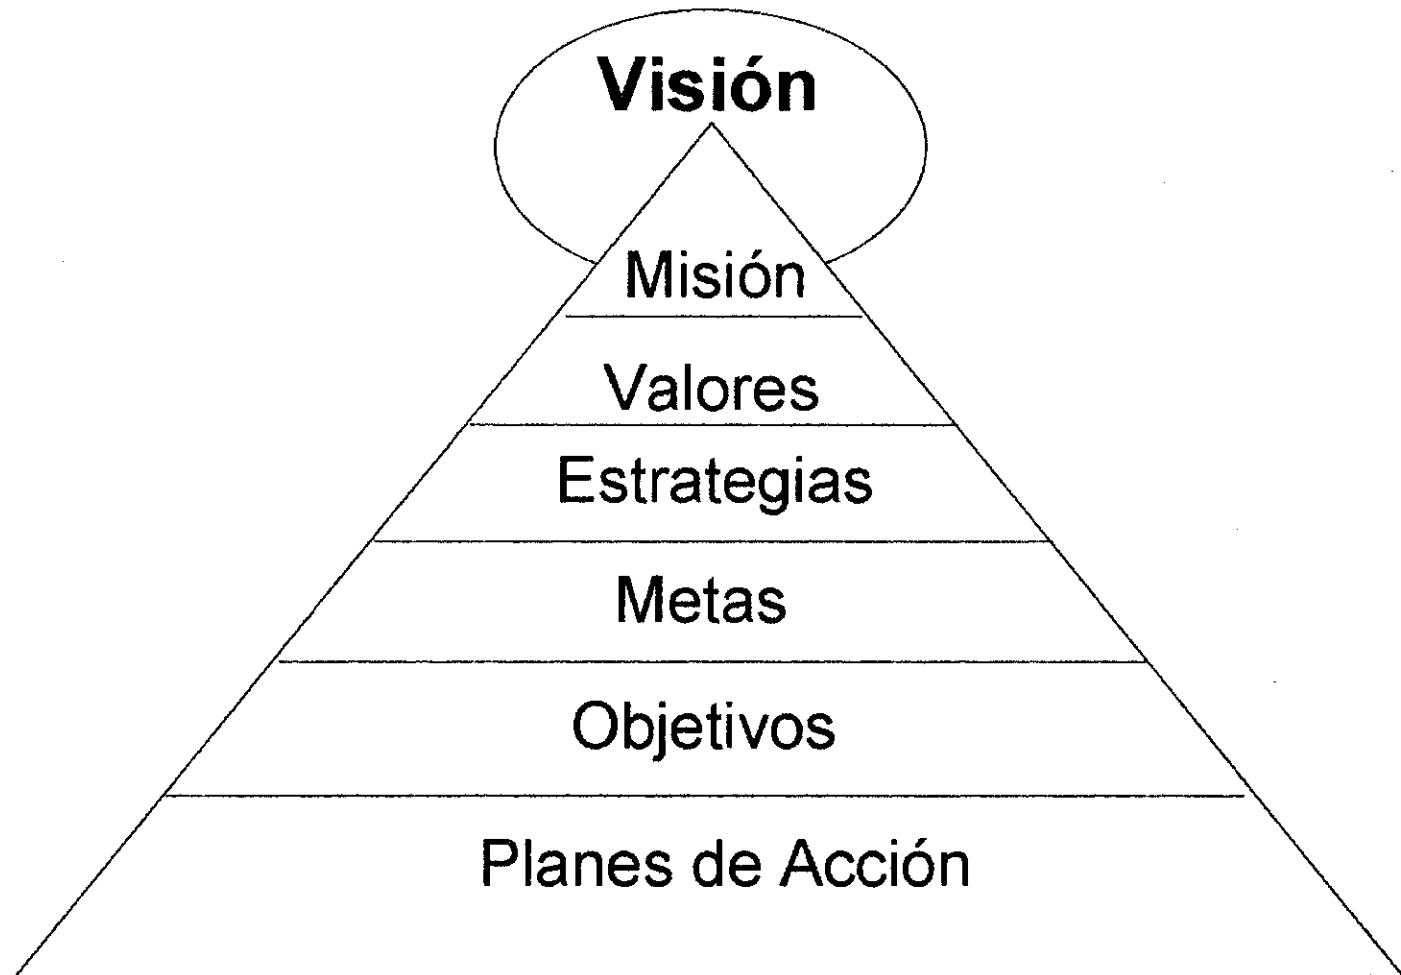 Visión
Misión
Valores
Estrategias
Metas
Objetivos
Planes de Acción